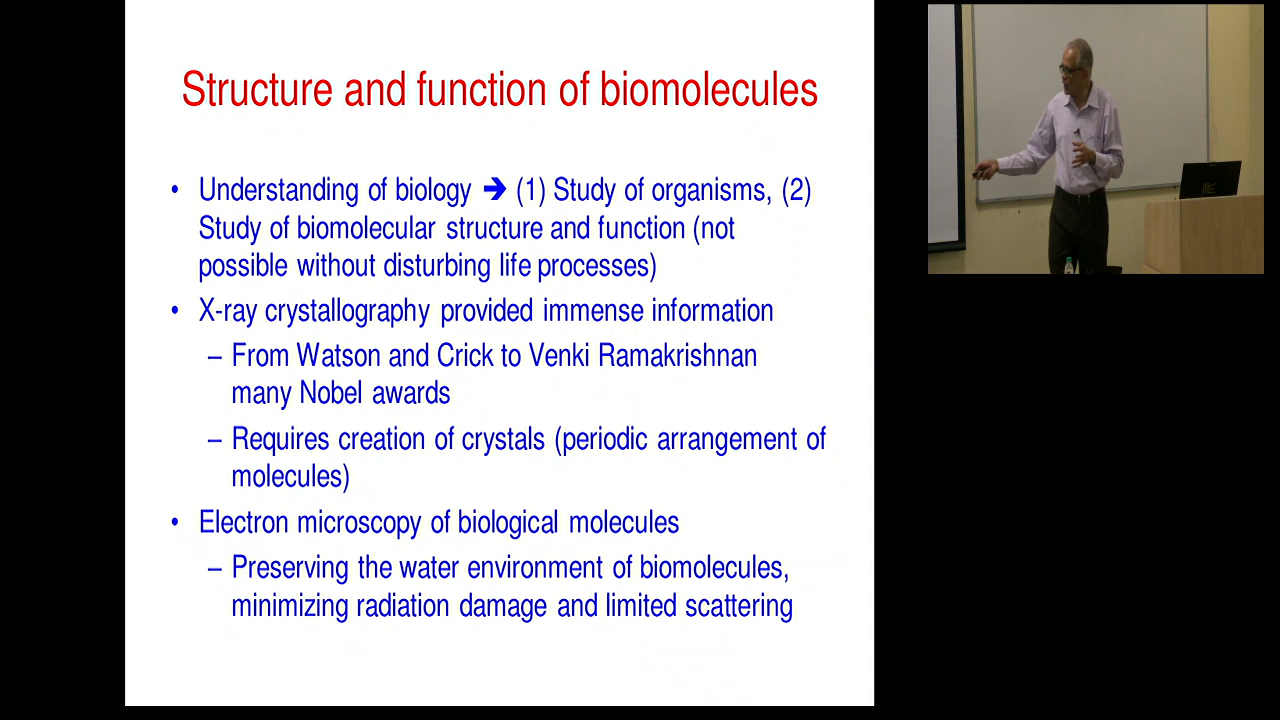 Structure and function of biomolecules
• Understanding of biology ➔ (1) Study of organisms, (2)
Study of biomolecular structure and function (not
possible without disturbing life processes)
• X-ray crystallography provided immense information
– From Watson and Crick to Venki Ramakrishnan
many Nobel awards
– Requires creation of crystals (periodic arrangement of
molecules)
• Electron microscopy of biological molecules
– Preserving the water environment of biomolecules,
minimizing radiation damage and limited scattering